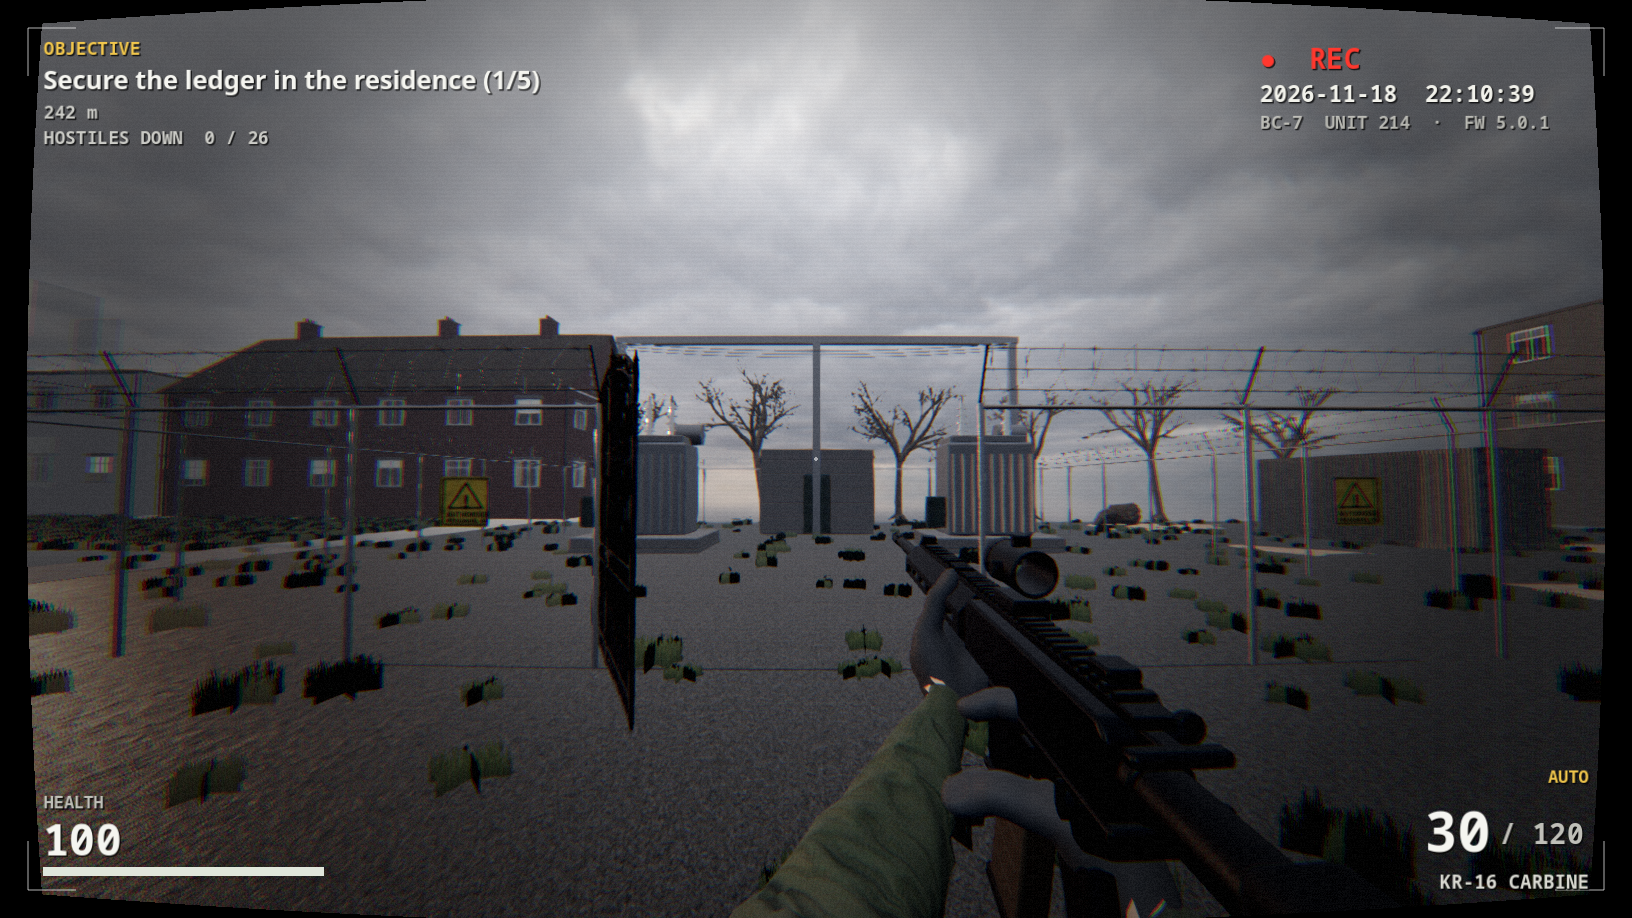 OBJECTIVE
Secure the ledger in the residence (1/5)
242 m
HOSTILES DOWN 0 / 26
● REC
2026-11-18 22:10:39
BC-7 UNIT 214 · FW 5.0.1
HEALTH
100
AUTO
30 / 120
KR-16 CARBINE